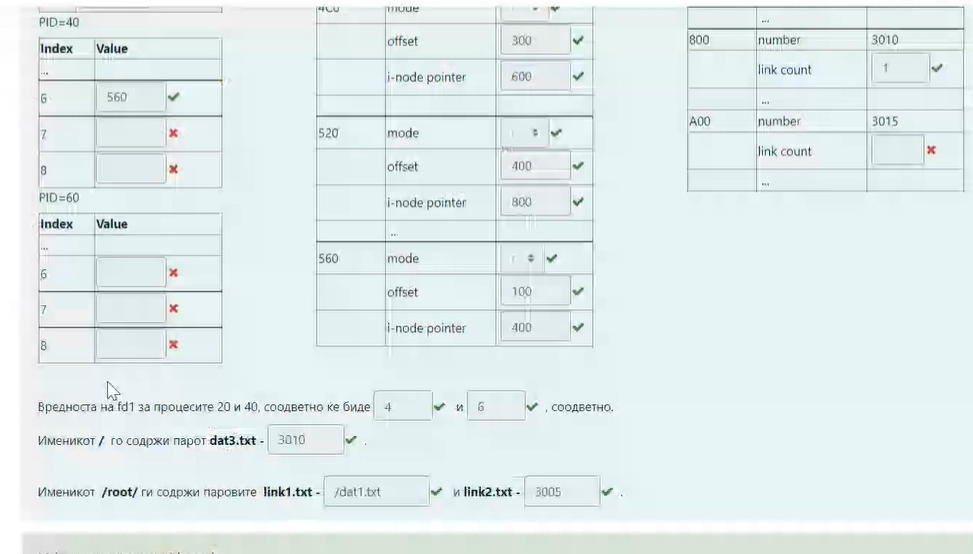 PID=40
Index Value
...
6 560
7
8
PID=60
Index Value
...
6
7
8
4C0 mode
offset 300
i-node pointer 600
520 mode
offset 400
i-node pointer 800
...
560 mode
offset 100
i-node pointer 400
...
800 number 3010
link count 1
...
A00 number 3015
link count
...
Вредноста на fd1 за процесите 20 и 40, соодветно ке биде 4 и 6 , соодветно.
Именикот / го содржи парот dat3.txt - 3010 .
Именикот /root/ ги содржи паровите link1.txt - /dat1.txt и link2.txt - 3005 .